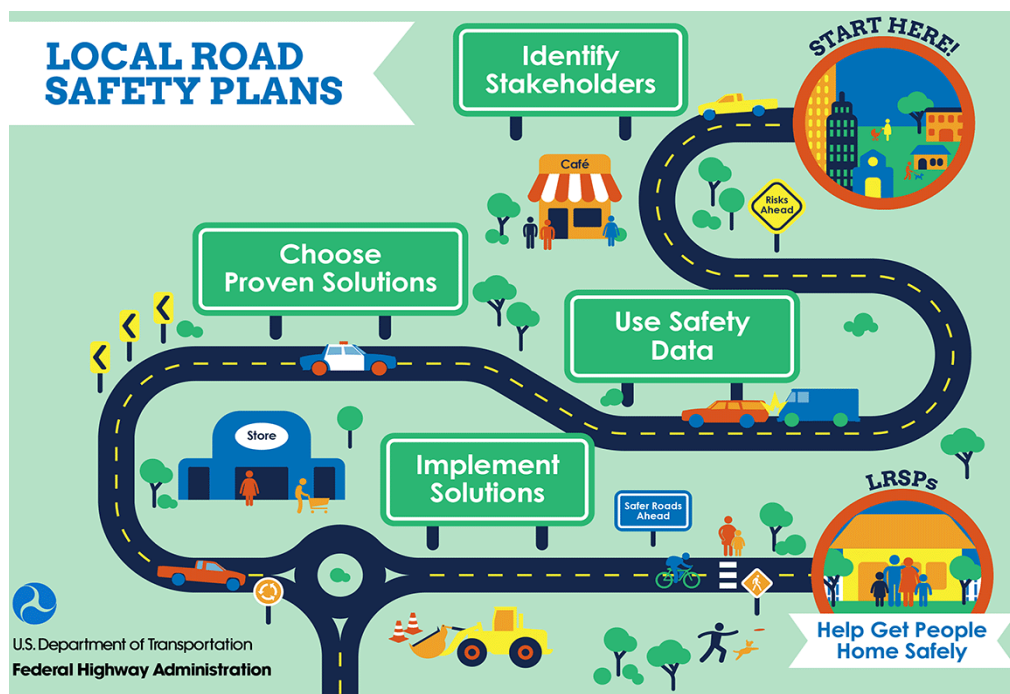 LOCAL ROAD
SAFETY PLANS
Identify
Stakeholders
START HERE!
Café
Risks
Ahead
Choose
Proven Solutions
Use Safety
Data
Store
Implement
Solutions
Safer Roads
Ahead
LRSPs
Help Get People
Home Safely
U.S. Department of Transportation
Federal Highway Administration